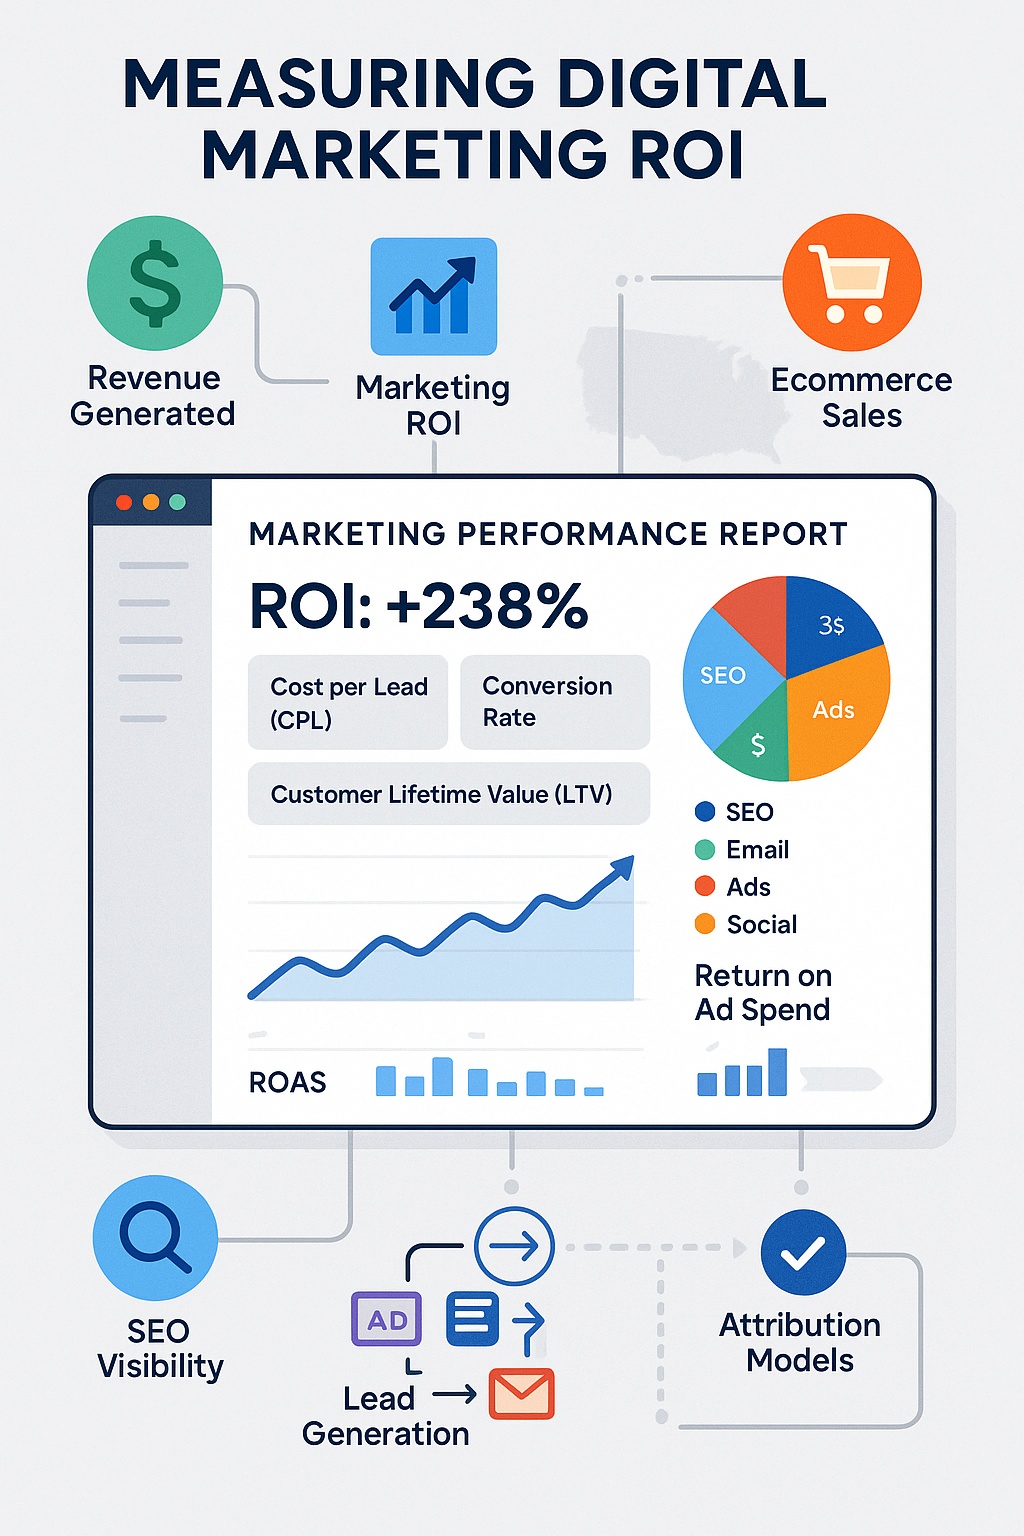 MEASURING DIGITAL
MARKETING ROI
Revenue
Generated
Marketing
ROI
Ecommerce
Sales
MARKETING PERFORMANCE REPORT
ROI: +238%
Cost per Lead
(CPL)
Conversion
Rate
Customer Lifetime Value (LTV)
3$
SEO
Ads
$
SEO
Email
Ads
Social
Return on
Ad Spend
ROAS
SEO
Visibility
AD
Lead
Generation
Attribution
Models